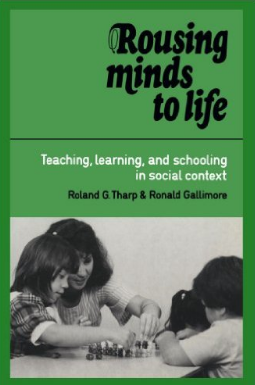 Rousing
minds
to life
Teaching, learning, and schooling
in social context
Roland G. Tharp & Ronald Gallimore